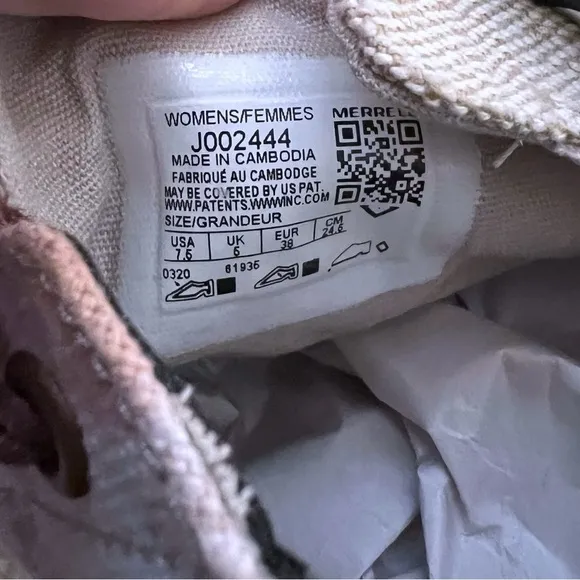 WOMENS/FEMMES MERRELL
J002444
MADE IN CAMBODIA
FABRIQUÉ AU CAMBODGE
MAY BE COVERED BY US PAT.
WWW.PATENTS.WWWINC.COM
SIZE/GRANDEUR
USA UK EUR CM
7.5 5 38 24.5
0320 61935